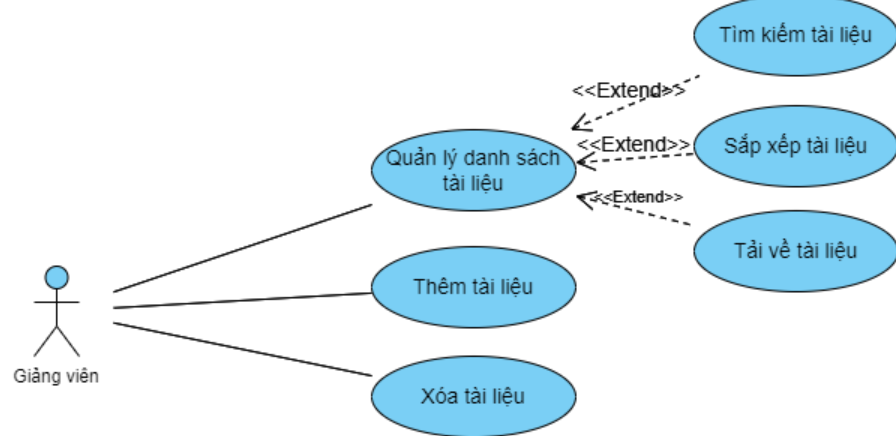 Tìm kiếm tài liệu
<<Extend>>
<<Extend>>
Sắp xếp tài liệu
Quản lý danh sách
tài liệu
<<Extend>>
Tải về tài liệu
Thêm tài liệu
Giảng viên
Xóa tài liệu